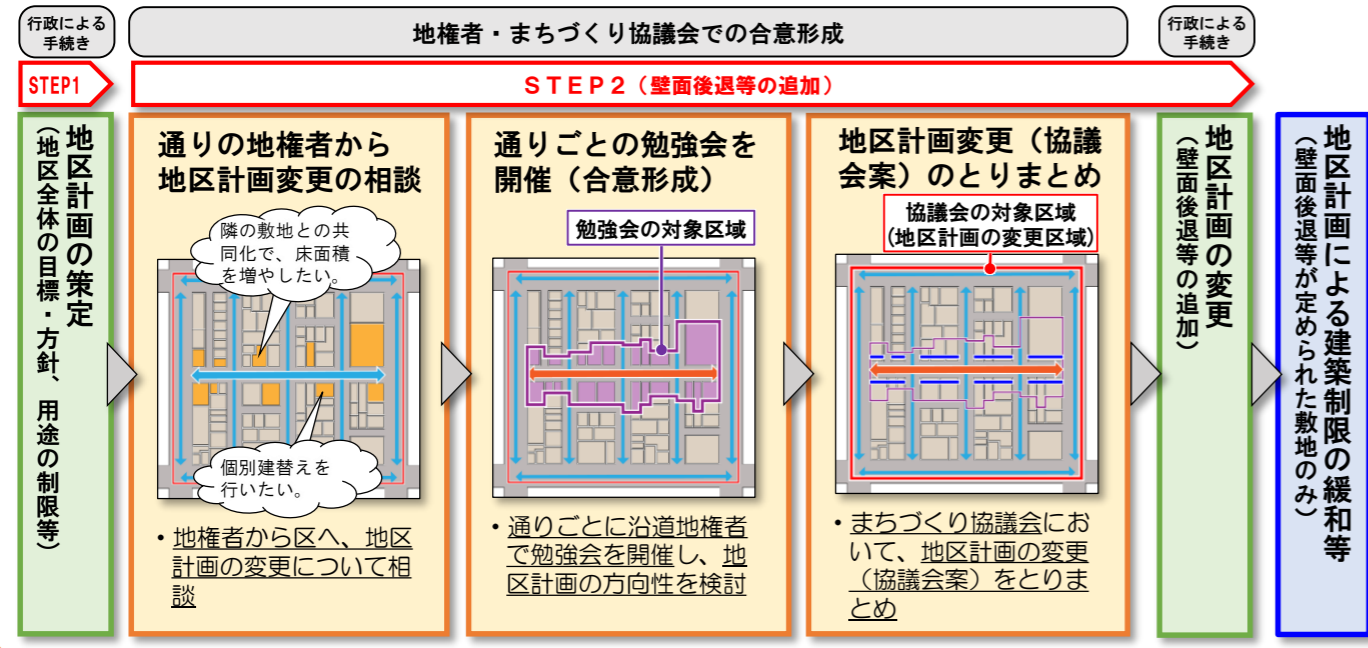 行政による
手続き
地権者・まちづくり協議会での合意形成
行政による
手続き
STEP1
ＳＴＥＰ２（壁面後退等の追加）
地区計画の策定
（地区全体の目標・方針、用途の制限等）
通りの地権者から
地区計画変更の相談
隣の敷地との共
同化で、床面積
を増やしたい。
個別建替えを
行いたい。
・地権者から区へ、地区
計画の変更について相
談
通りごとの勉強会を
開催（合意形成）
勉強会の対象区域
・通りごとに沿道地権者
で勉強会を開催し、地
区計画の方向性を検討
地区計画変更（協議
会案）のとりまとめ
協議会の対象区域
(地区計画の変更区域)
・まちづくり協議会にお
いて、地区計画の変更
（協議会案）をとりま
とめ
地区計画の変更
（壁面後退等の追加）
地区計画による建築制限の緩和等
（壁面後退等が定められた敷地のみ）